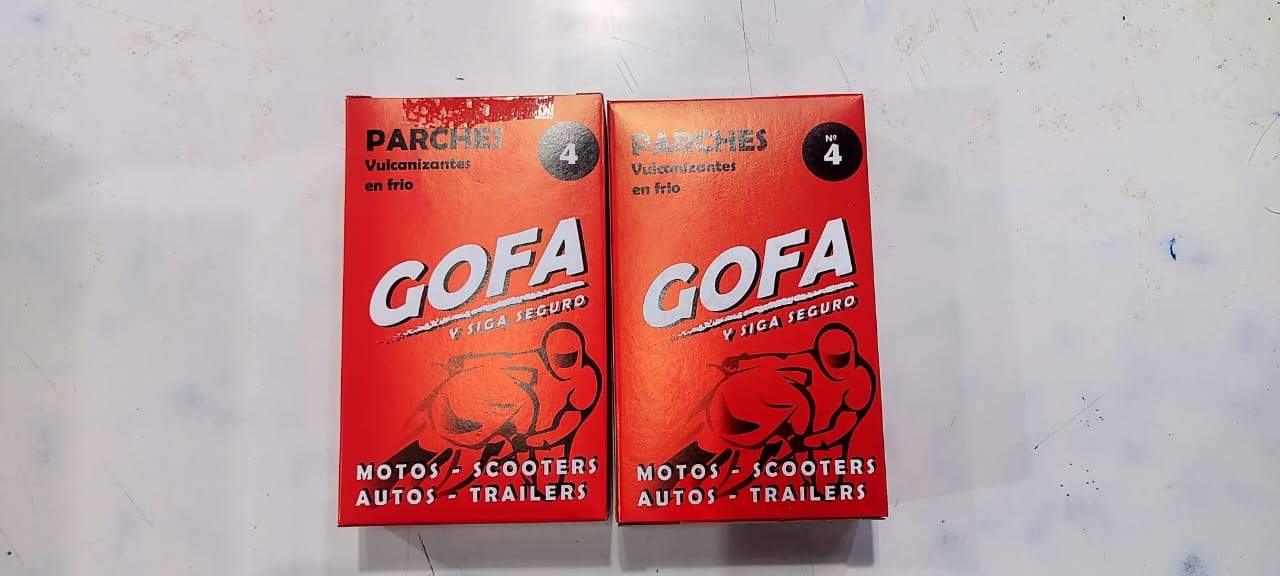 PARCHES
Vulcanizantes
en frio
4
GOFA
Y SIGA SEGURO
MOTOS - SCOOTERS
AUTOS - TRAILERS
PARCHES
Vulcanizantes
en frio
Nº
4
GOFA
Y SIGA SEGURO
MOTOS - SCOOTERS
AUTOS - TRAILERS